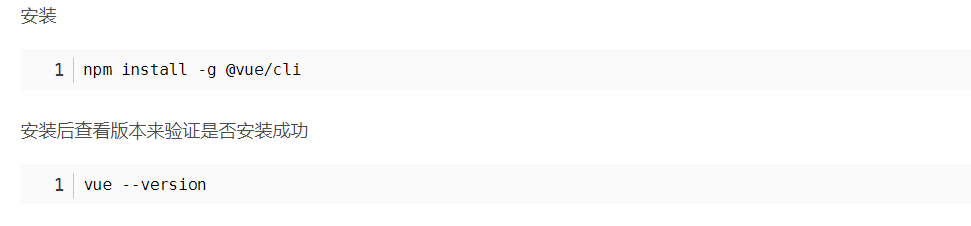 安装
1 npm install -g @vue/cli
安装后查看版本来验证是否安装成功
1 vue --version